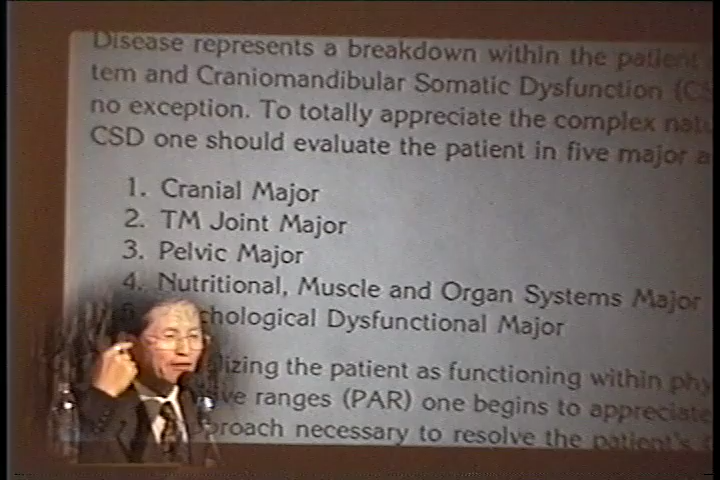 Disease represents a breakdown within the patient
tem and Craniomandibular Somatic Dysfunction (CS
no exception. To totally appreciate the complex natu
CSD one should evaluate the patient in five major a
1. Cranial Major
2. TM Joint Major
3. Pelvic Major
4. Nutritional, Muscle and Organ Systems Major
5. chological Dysfunctional Major
lizing the patient as functioning within phy
ive ranges (PAR) one begins to appreciate
proach necessary to resolve the patient's